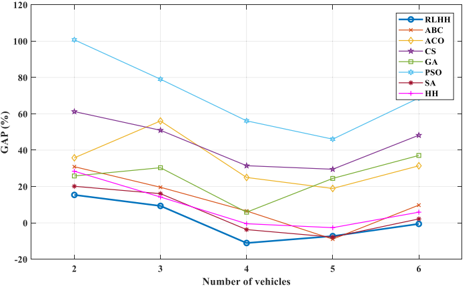 120
100
80
60
40
20
0
-20
GAP (%)
2 3 4 5 6
Number of vehicles
RLHH
ABC
ACO
CS
GA
PSO
SA
HH